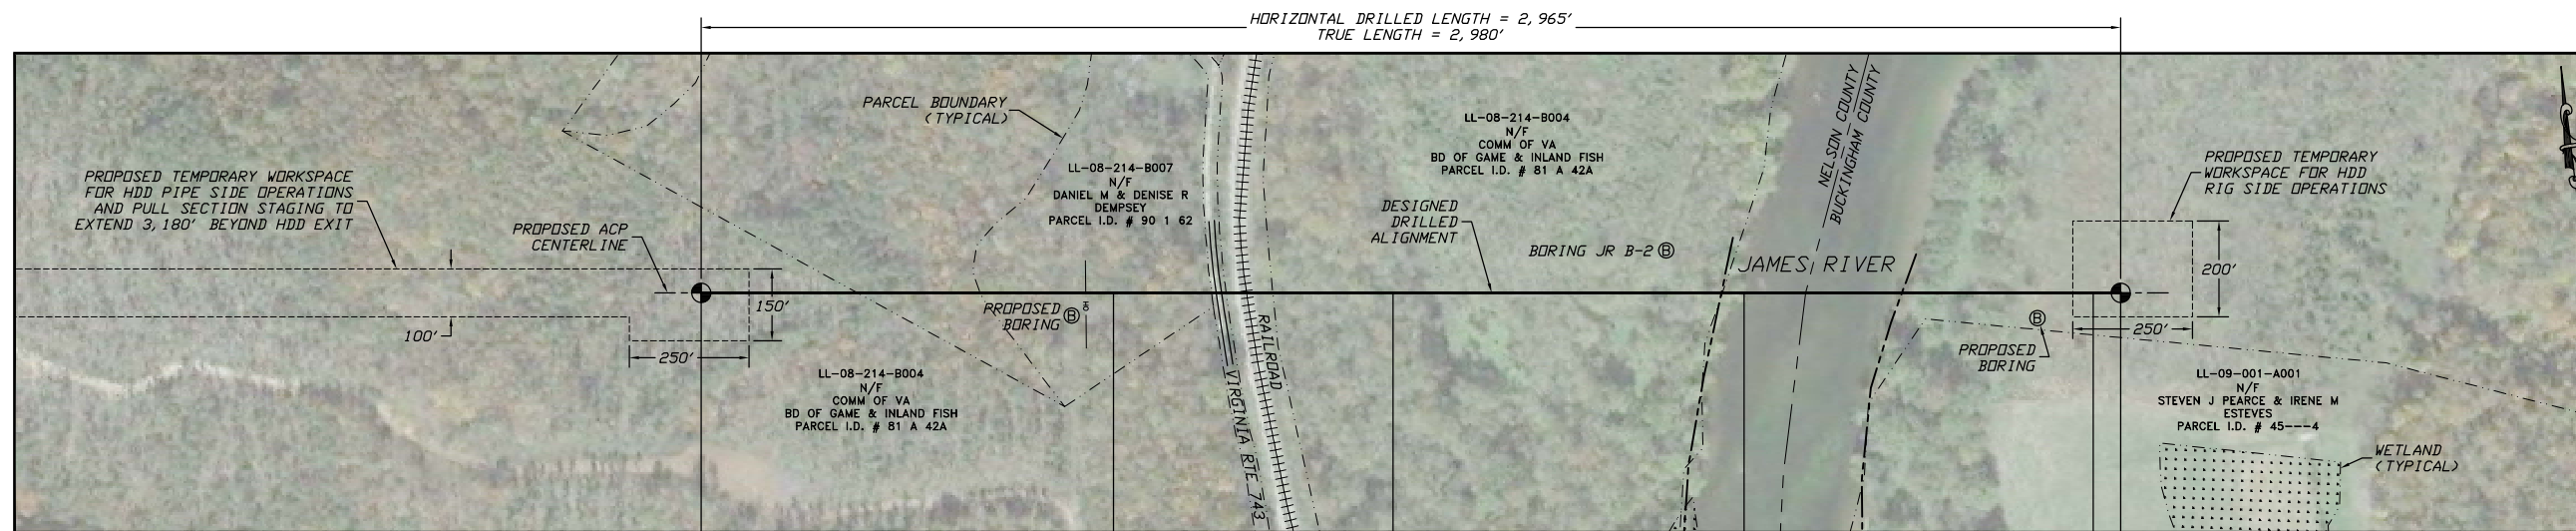 HORIZONTAL DRILLED LENGTH = 2,965'
TRUE LENGTH = 2,980'
PROPOSED TEMPORARY WORKSPACE
FOR HDD PIPE SIDE OPERATIONS
AND PULL SECTION STAGING TO
EXTEND 3,180' BEYOND HDD EXIT
PROPOSED ACP
CENTERLINE
100'
250'
150'
PARCEL BOUNDARY
(TYPICAL)
LL-08-214-B007
N/F
DANIEL M & DENISE R
DEMPSEY
PARCEL I.D. # 90 1 62
PROPOSED
BORING
B
LL-08-214-B004
N/F
COMM OF VA
BD OF GAME & INLAND FISH
PARCEL I.D. # 81 A 42A
VIRGINIA RTE 743
RAILROAD
LL-08-214-B004
N/F
COMM OF VA
BD OF GAME & INLAND FISH
PARCEL I.D. # 81 A 42A
DESIGNED
DRILLED
ALIGNMENT
BORING JR B-2 B
NELSON COUNTY
BUCKINGHAM COUNTY
JAMES RIVER
PROPOSED TEMPORARY
WORKSPACE FOR HDD
RIG SIDE OPERATIONS
200'
250'
B
PROPOSED
BORING
LL-09-001-A001
N/F
STEVEN J PEARCE & IRENE M
ESTEVES
PARCEL I.D. # 45---4
WETLAND
(TYPICAL)